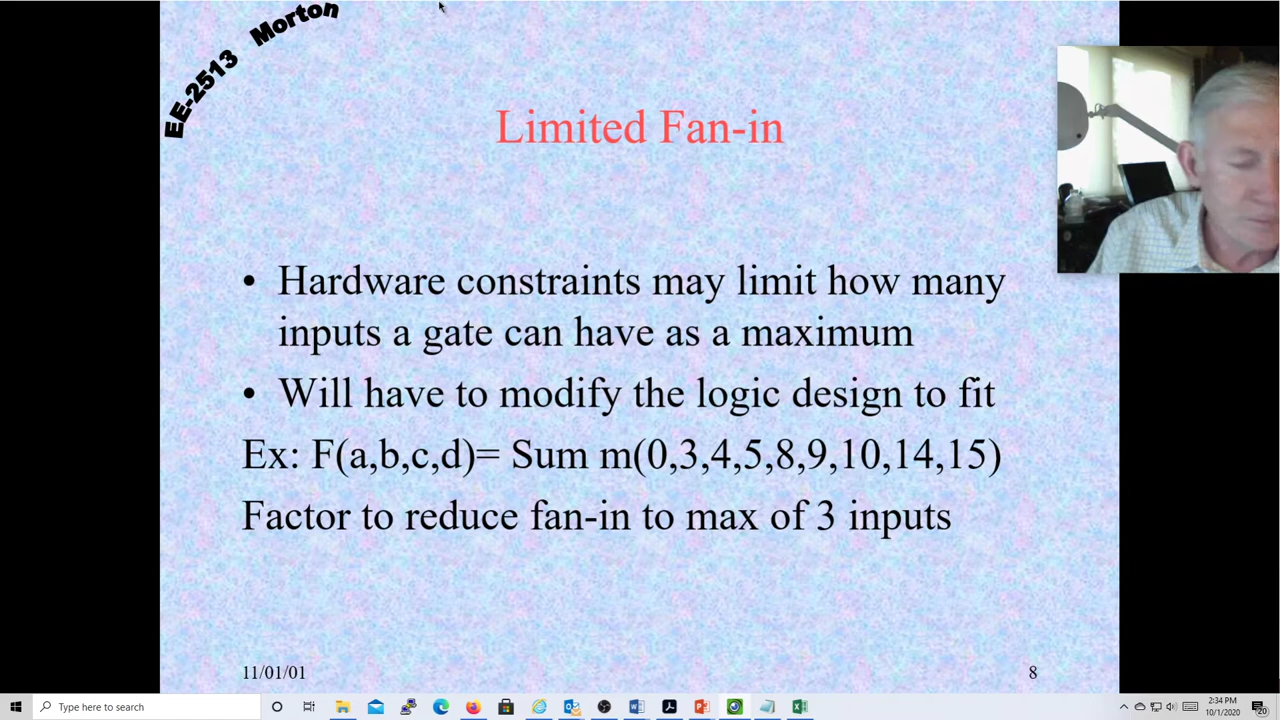 EE-2513 Morton
Limited Fan-in
• Hardware constraints may limit how many
inputs a gate can have as a maximum
• Will have to modify the logic design to fit
Ex: F(a,b,c,d)= Sum m(0,3,4,5,8,9,10,14,15)
Factor to reduce fan-in to max of 3 inputs
11/01/01
8
Type here to search
2:34 PM
10/1/2020
20